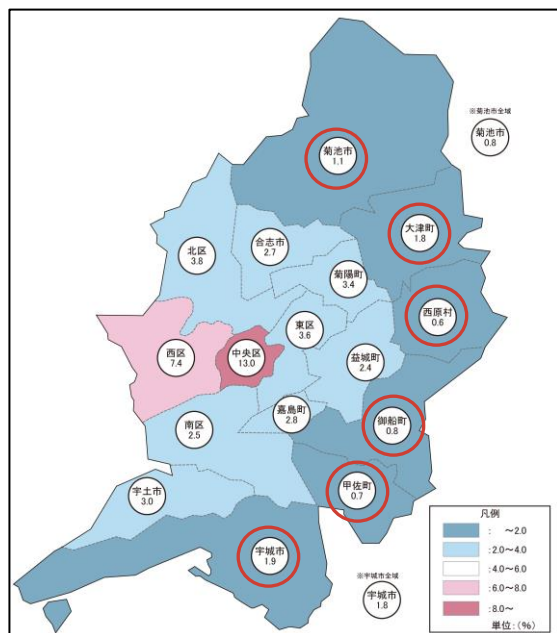 ※菊池市全域
菊池市
0.8
菊池市
1.1
大津町
1.8
合志市
2.7
北区
3.8
菊陽町
3.4
西原村
0.6
東区
3.6
西区
7.4
中央区
13.0
益城町
2.4
嘉島町
2.8
御船町
0.8
南区
2.5
甲佐町
0.7
宇土市
3.0
宇城市
1.9
※宇城市全域
宇城市
1.8
凡例
: ～2.0
:2.0～4.0
:4.0～6.0
:6.0～8.0
:8.0～
単位:(%)